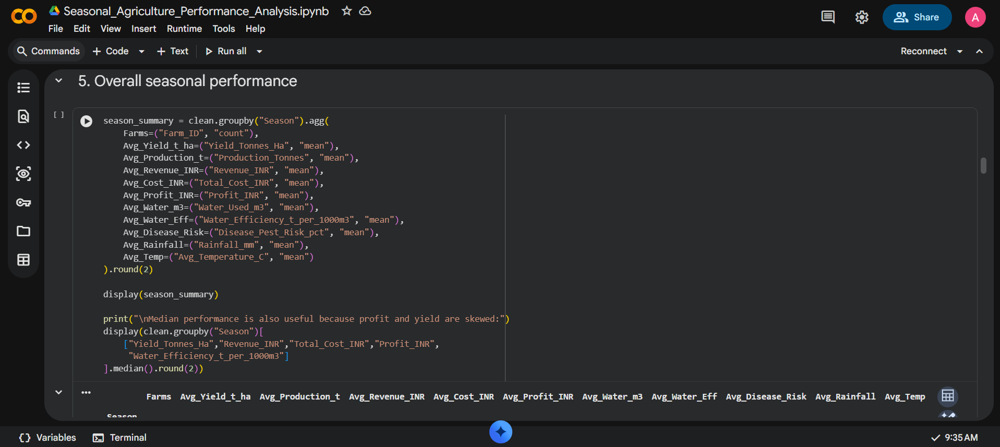 Seasonal_Agriculture_Performance_Analysis.ipynb
File Edit View Insert Runtime Tools Help
Share
A
Commands + Code + Text Run all
Reconnect
5. Overall seasonal performance
[ ]
season_summary = clean.groupby("Season").agg(
    Farms=("Farm_ID", "count"),
    Avg_Yield_t_ha=("Yield_Tonnes_Ha", "mean"),
    Avg_Production_t=("Production_Tonnes", "mean"),
    Avg_Revenue_INR=("Revenue_INR", "mean"),
    Avg_Cost_INR=("Total_Cost_INR", "mean"),
    Avg_Profit_INR=("Profit_INR", "mean"),
    Avg_Water_m3=("Water_Used_m3", "mean"),
    Avg_Water_Eff=("Water_Efficiency_t_per_1000m3", "mean"),
    Avg_Disease_Risk=("Disease_Pest_Risk_pct", "mean"),
    Avg_Rainfall=("Rainfall_mm", "mean"),
    Avg_Temp=("Avg_Temperature_C", "mean")
).round(2)
display(season_summary)
print("\nMedian performance is also useful because profit and yield are skewed:")
display(clean.groupby("Season")[
    ["Yield_Tonnes_Ha","Revenue_INR","Total_Cost_INR","Profit_INR",
     "Water_Efficiency_t_per_1000m3"]
].median().round(2))
Farms Avg_Yield_t_ha Avg_Production_t Avg_Revenue_INR Avg_Cost_INR Avg_Profit_INR Avg_Water_m3 Avg_Water_Eff Avg_Disease_Risk Avg_Rainfall Avg_Temp
Season
{ } Variables Terminal
9:35 AM